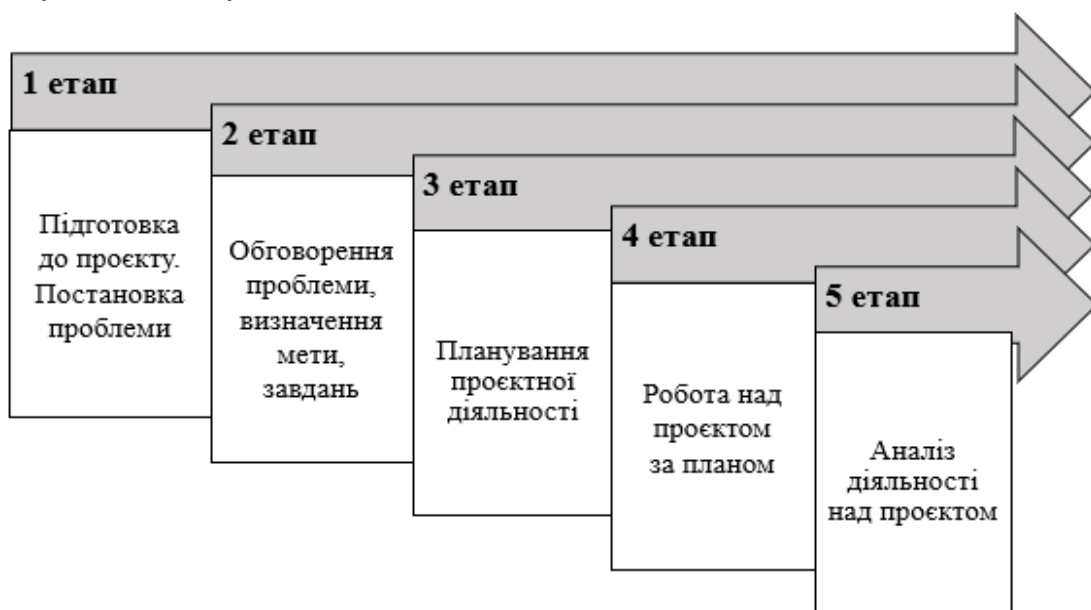 1 етап
Підготовка
до проєкту.
Постановка
проблеми
2 етап
Обговорення
проблеми,
визначення
мети,
завдань
3 етап
Планування
проєктної
діяльності
4 етап
Робота над
проєктом
за планом
5 етап
Аналіз
діяльності
над проєктом